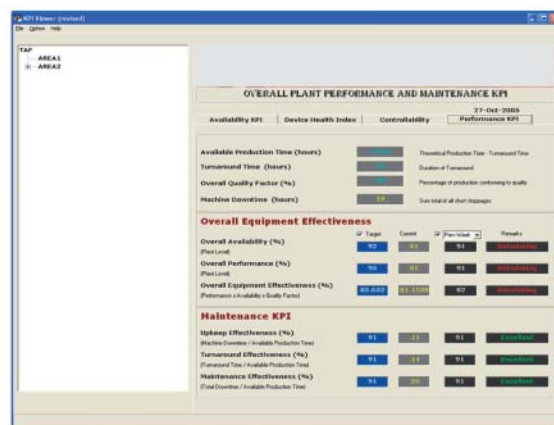 KPI Viewer (revised)
File Option Help
TAP
AREA1
AREA2
OVERALL PLANT PERFORMANCE AND MAINTENANCE KPI
27-Oct-2005
Availability KPI Device Health Index Controllability Performance KPI
Available Production Time (hours) Theoretical Production Time - Turnaround Time
Turnaround Time (hours) Duration of Turnaround
Overall Quality Factor (%) Percentage of production conforming to quality
Machine Downtime (hours) Sum total of all short stoppages
Overall Equipment Effectiveness
Target Current Prev Week Remarks
Overall Availability (%) 92 91 91
(Plant Level)
Overall Performance (%) 90 91 91
(Plant Level)
Overall Equipment Effectiveness (%) 82
(Performance x Availability x Quality Factor)
Maintenance KPI
Upkeep Effectiveness (%) 91 91 Excellent
(Machine Downtime / Available Production Time)
Turnaround Effectiveness (%) 91 .14 91 Excellent
(Turnaround Time / Available Production Time)
Maintenance Effectiveness (%) 91 91 Excellent
(Total Downtime / Available Production Time)